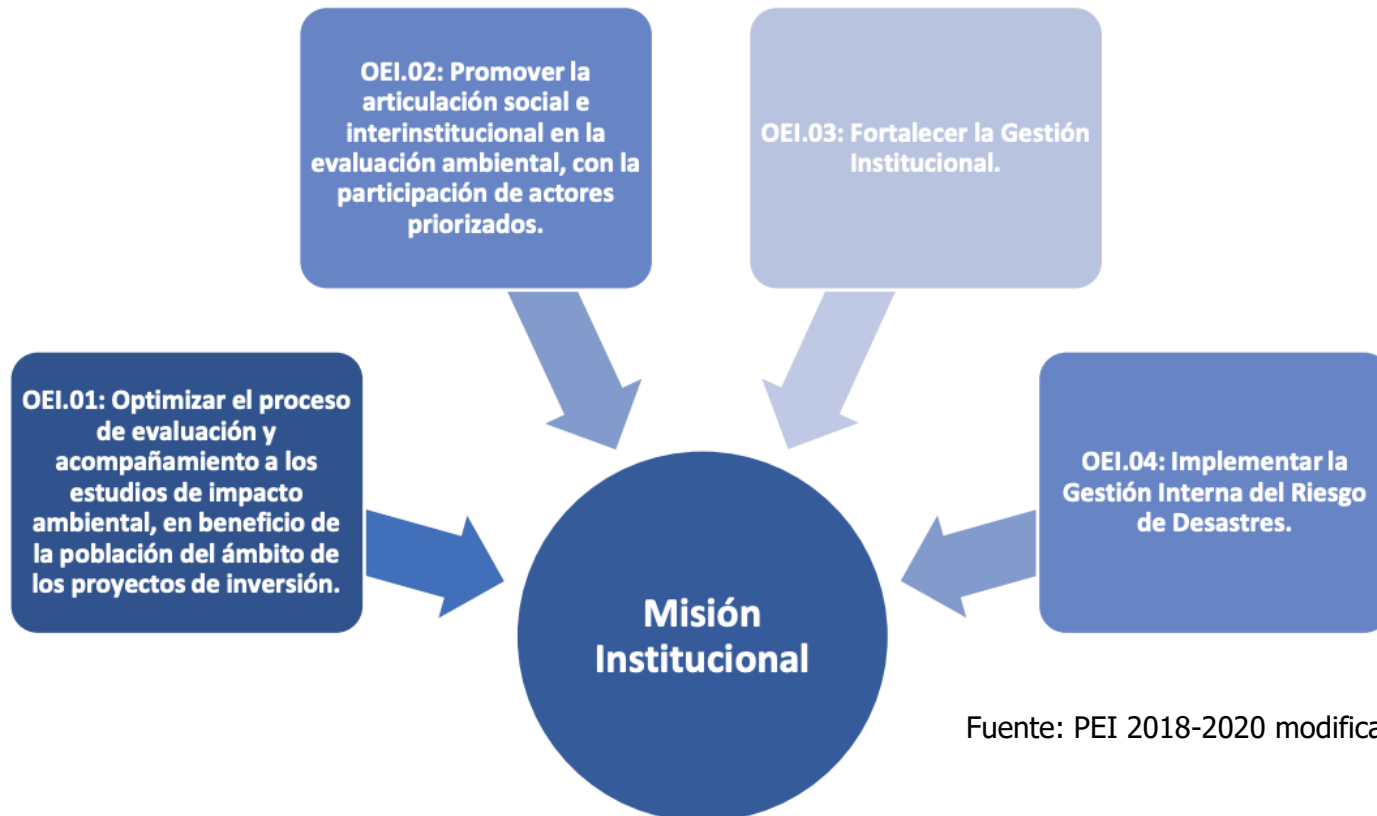 OEI.02: Promover la
articulación social e
interinstitucional en la
evaluación ambiental, con la
participación de actores
priorizados.
OEI.03: Fortalecer la Gestión
Institucional.
OEI.01: Optimizar el proceso
de evaluación y
acompañamiento a los
estudios de impacto
ambiental, en beneficio de
la población del ámbito de
los proyectos de inversión.
OEI.04: Implementar la
Gestión Interna del Riesgo
de Desastres.
Misión
Institucional
Fuente: PEI 2018-2020 modifica